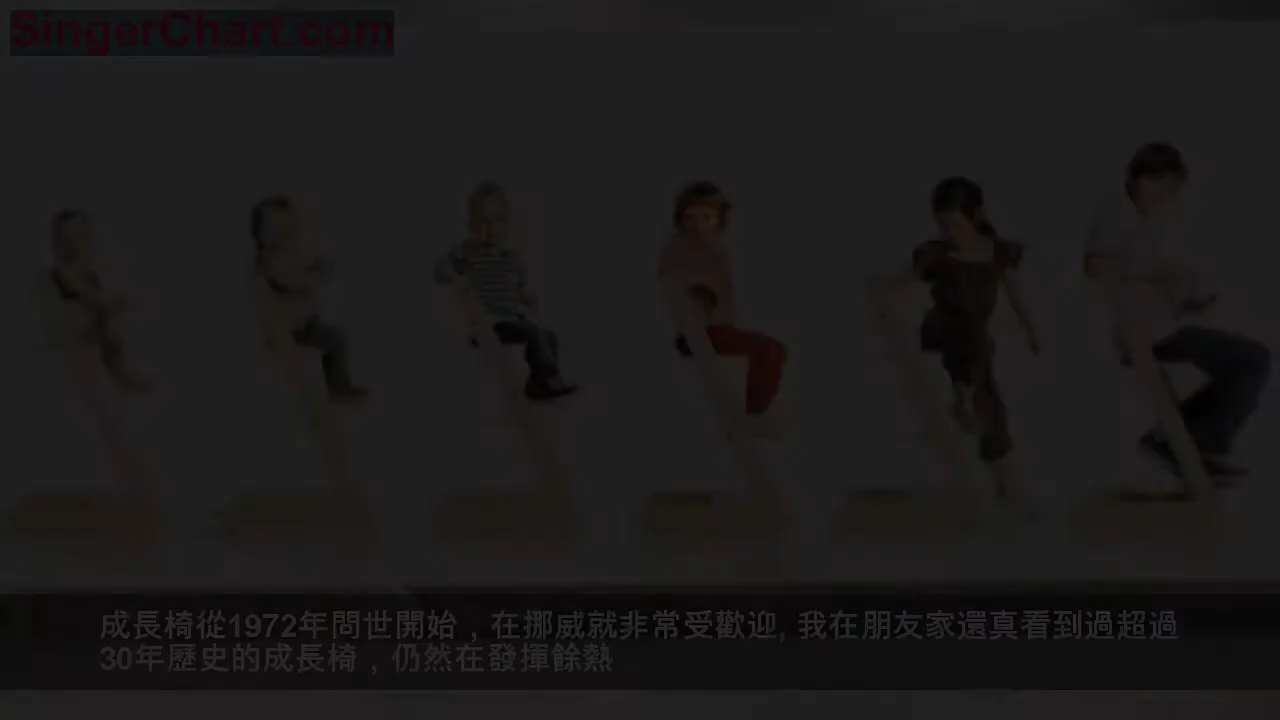 SingerChart.com
成長椅從1972年問世開始，在挪威就非常受歡迎, 我在朋友家還真看到過超過
30年歷史的成長椅，仍然在發揮餘熱